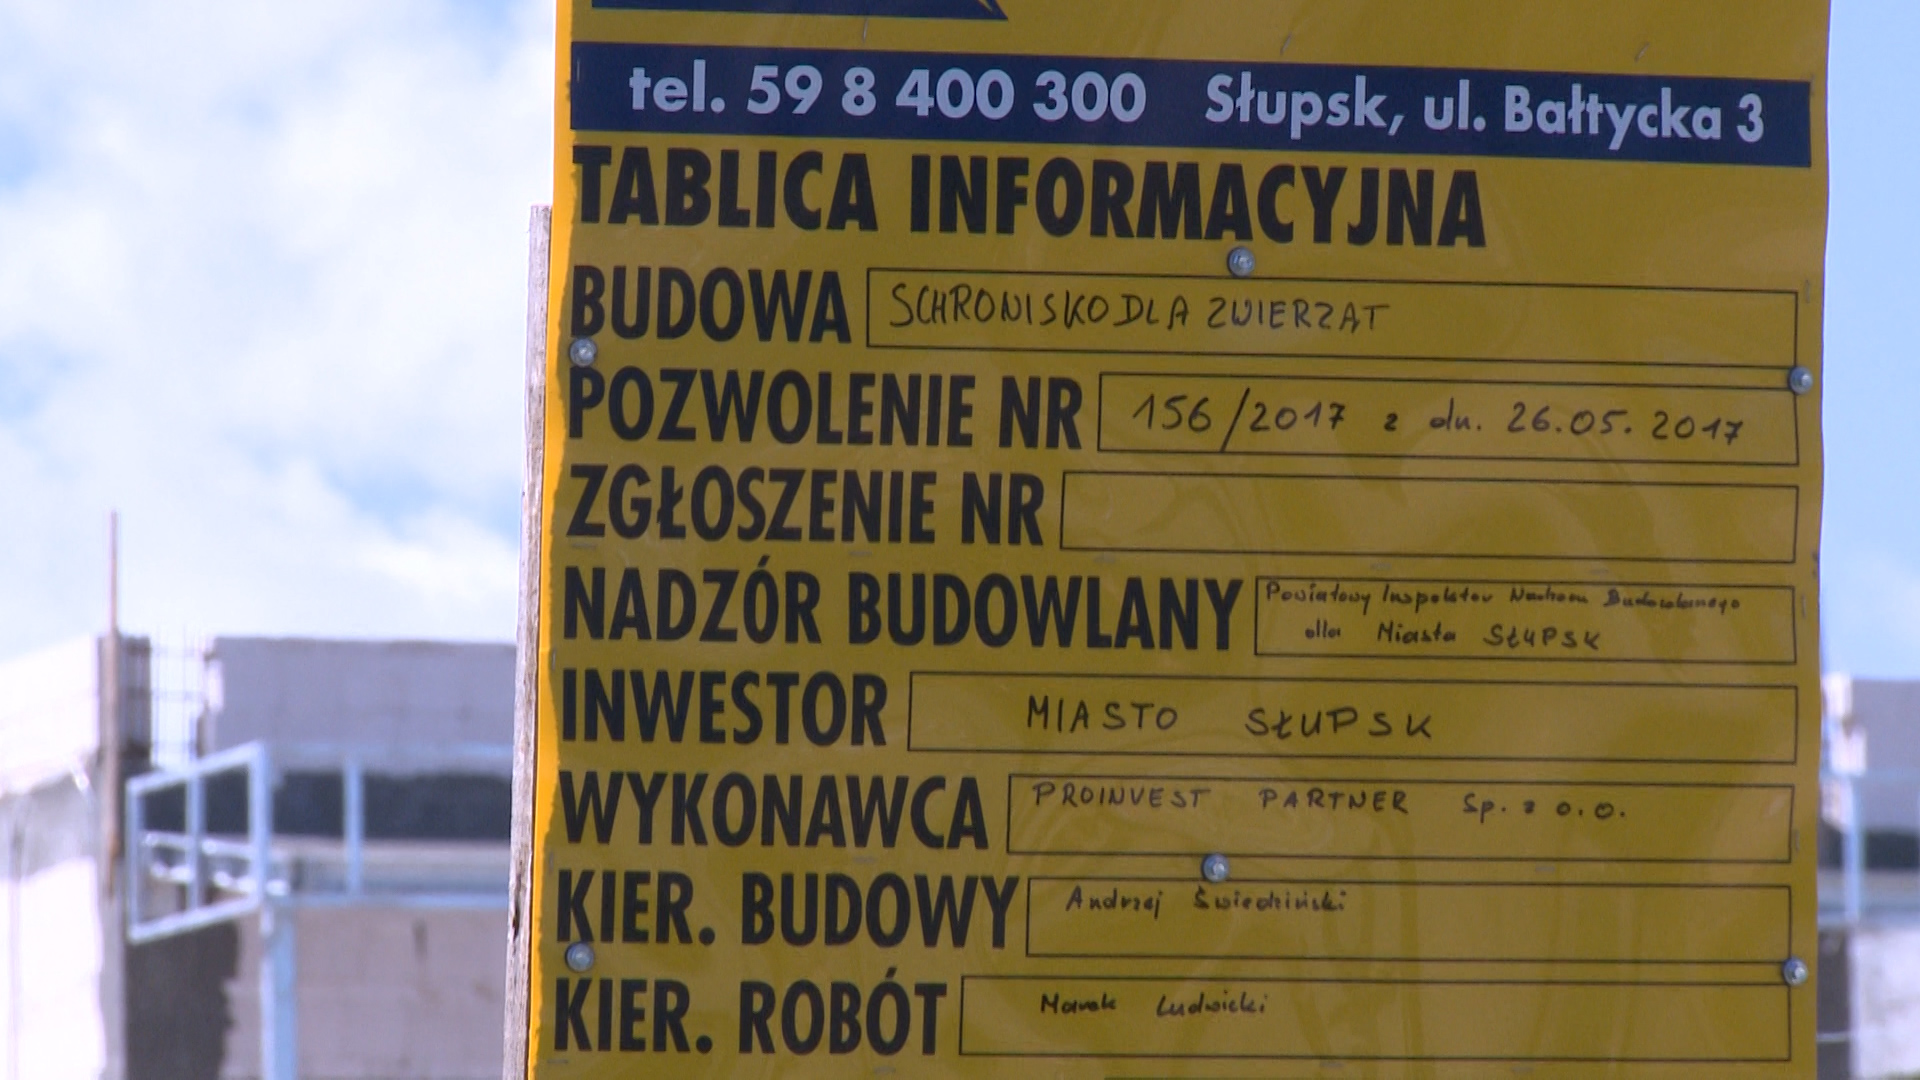 tel. 59 8 400 300 Słupsk, ul. Bałtycka 3
TABLICA INFORMACYJNA
BUDOWA SCHRONISKO DLA ZWIERZĄT
POZWOLENIE NR 156/2017 z dn. 26.05.2017
ZGŁOSZENIE NR
NADZÓR BUDOWLANY Powiatowy Inspektor Nadzoru Budowlanego
dla Miasta SŁUPSK
INWESTOR MIASTO SŁUPSK
WYKONAWCA PROINVEST PARTNER Sp. z o.o.
KIER. BUDOWY Andrzej
KIER. ROBÓT Marek Ludwicki